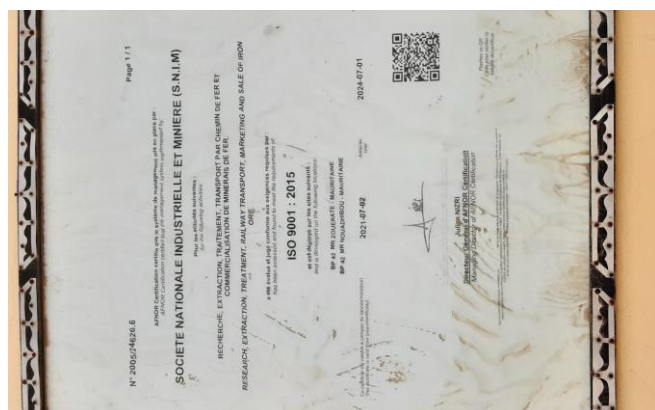 N° 2005/24626.6
Page 1 / 1
AFNOR Certification certifie que le système de management mis en place par :
AFNOR Certification certifies that the management system implemented by:
SOCIETE NATIONALE INDUSTRIELLE ET MINIERE (S.N.I.M)
Pour les activités suivantes :
for the following activities:
RECHERCHE, EXTRACTION, TRAITEMENT, TRANSPORT PAR CHEMIN DE FER ET
COMMERCIALISATION DE MINERAIS DE FER.
RESEARCH, EXTRACTION, TREATMENT, RAILWAY TRANSPORT, MARKETING AND SALE OF IRON
ORE.
a été évalué et jugé conforme aux exigences requises par :
has been assessed and found to meet the requirements of:
ISO 9001 : 2015
et est déployé sur les sites suivants :
and is developed on the following locations:
BP 42 MR ZOUERATE - MAURITANIE
BP 42 MR NOUADHIBOU - MAURITANIE
2021-07-02
2024-07-01
Julien NIZRI
Directeur Général d'AFNOR Certification
Managing Director of AFNOR Certification